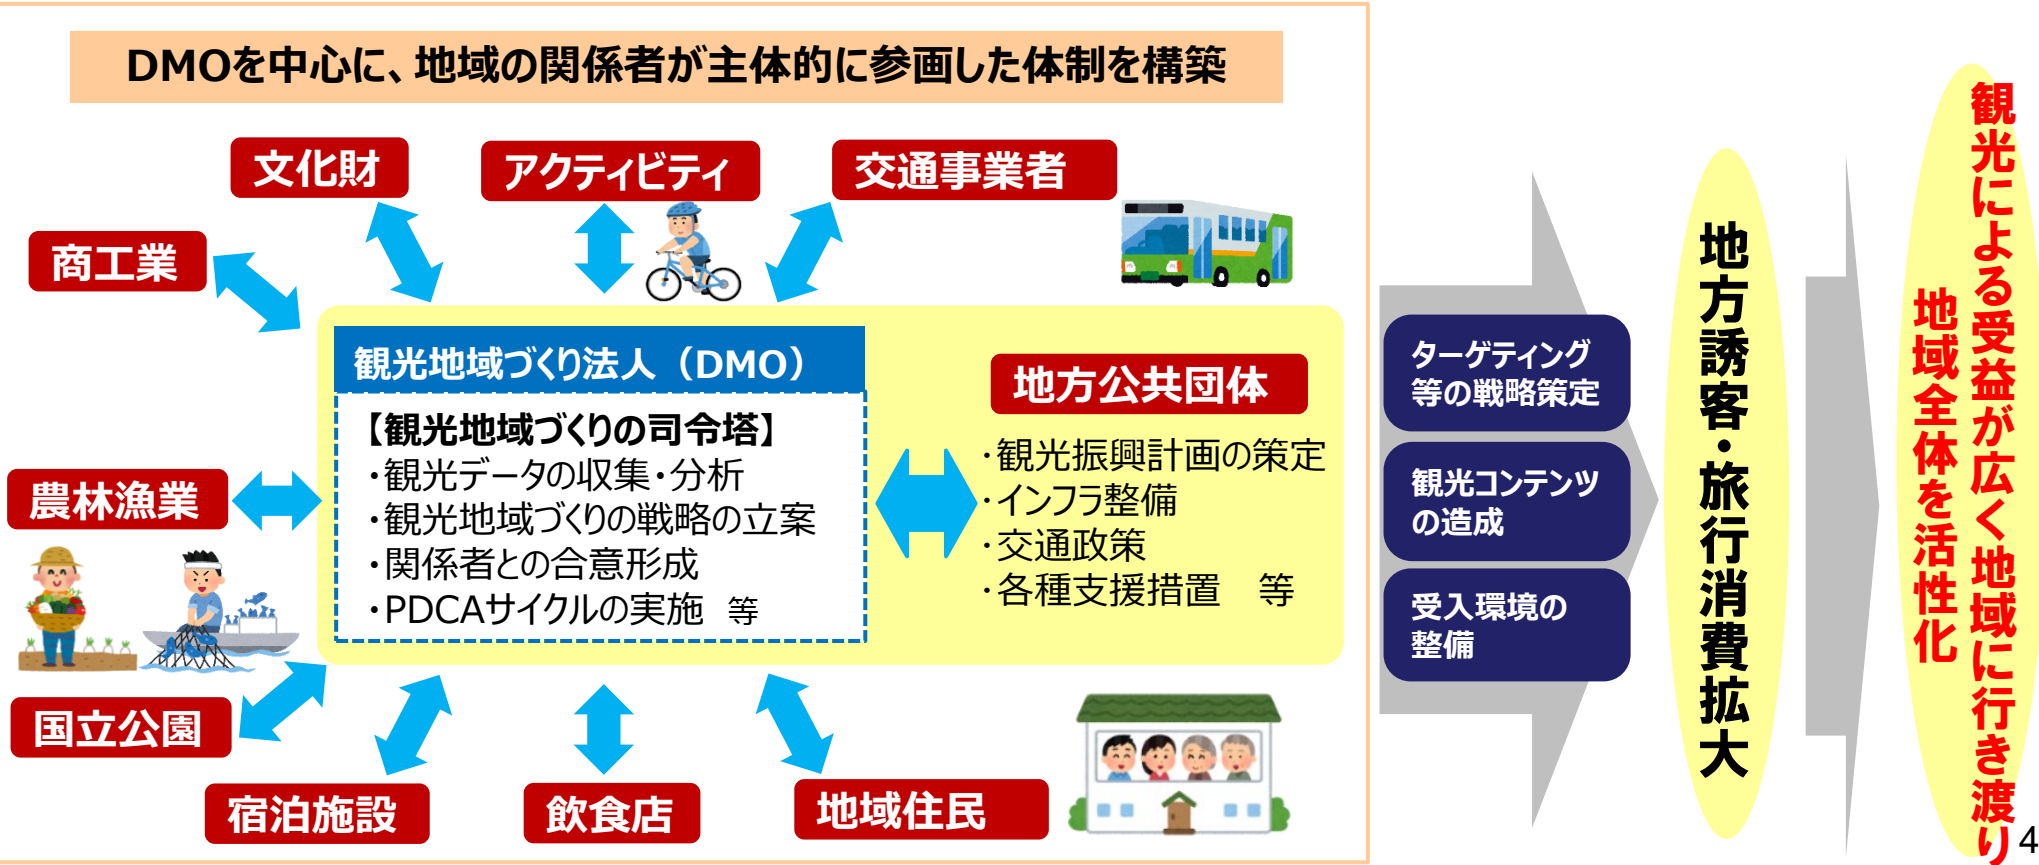 DMOを中心に、地域の関係者が主体的に参画した体制を構築
文化財
アクティビティ
交通事業者
商工業
観光地域づくり法人（DMO）
【観光地域づくりの司令塔】
・観光データの収集・分析
・観光地域づくりの戦略の立案
・関係者との合意形成
・PDCAサイクルの実施 等
地方公共団体
・観光振興計画の策定
・インフラ整備
・交通政策
・各種支援措置　等
農林漁業
国立公園
宿泊施設
飲食店
地域住民
ターゲティング
等の戦略策定
観光コンテンツ
の造成
受入環境の
整備
地方誘客・旅行消費拡大
観光による受益が広く地域に行き渡り
地域全体を活性化
4